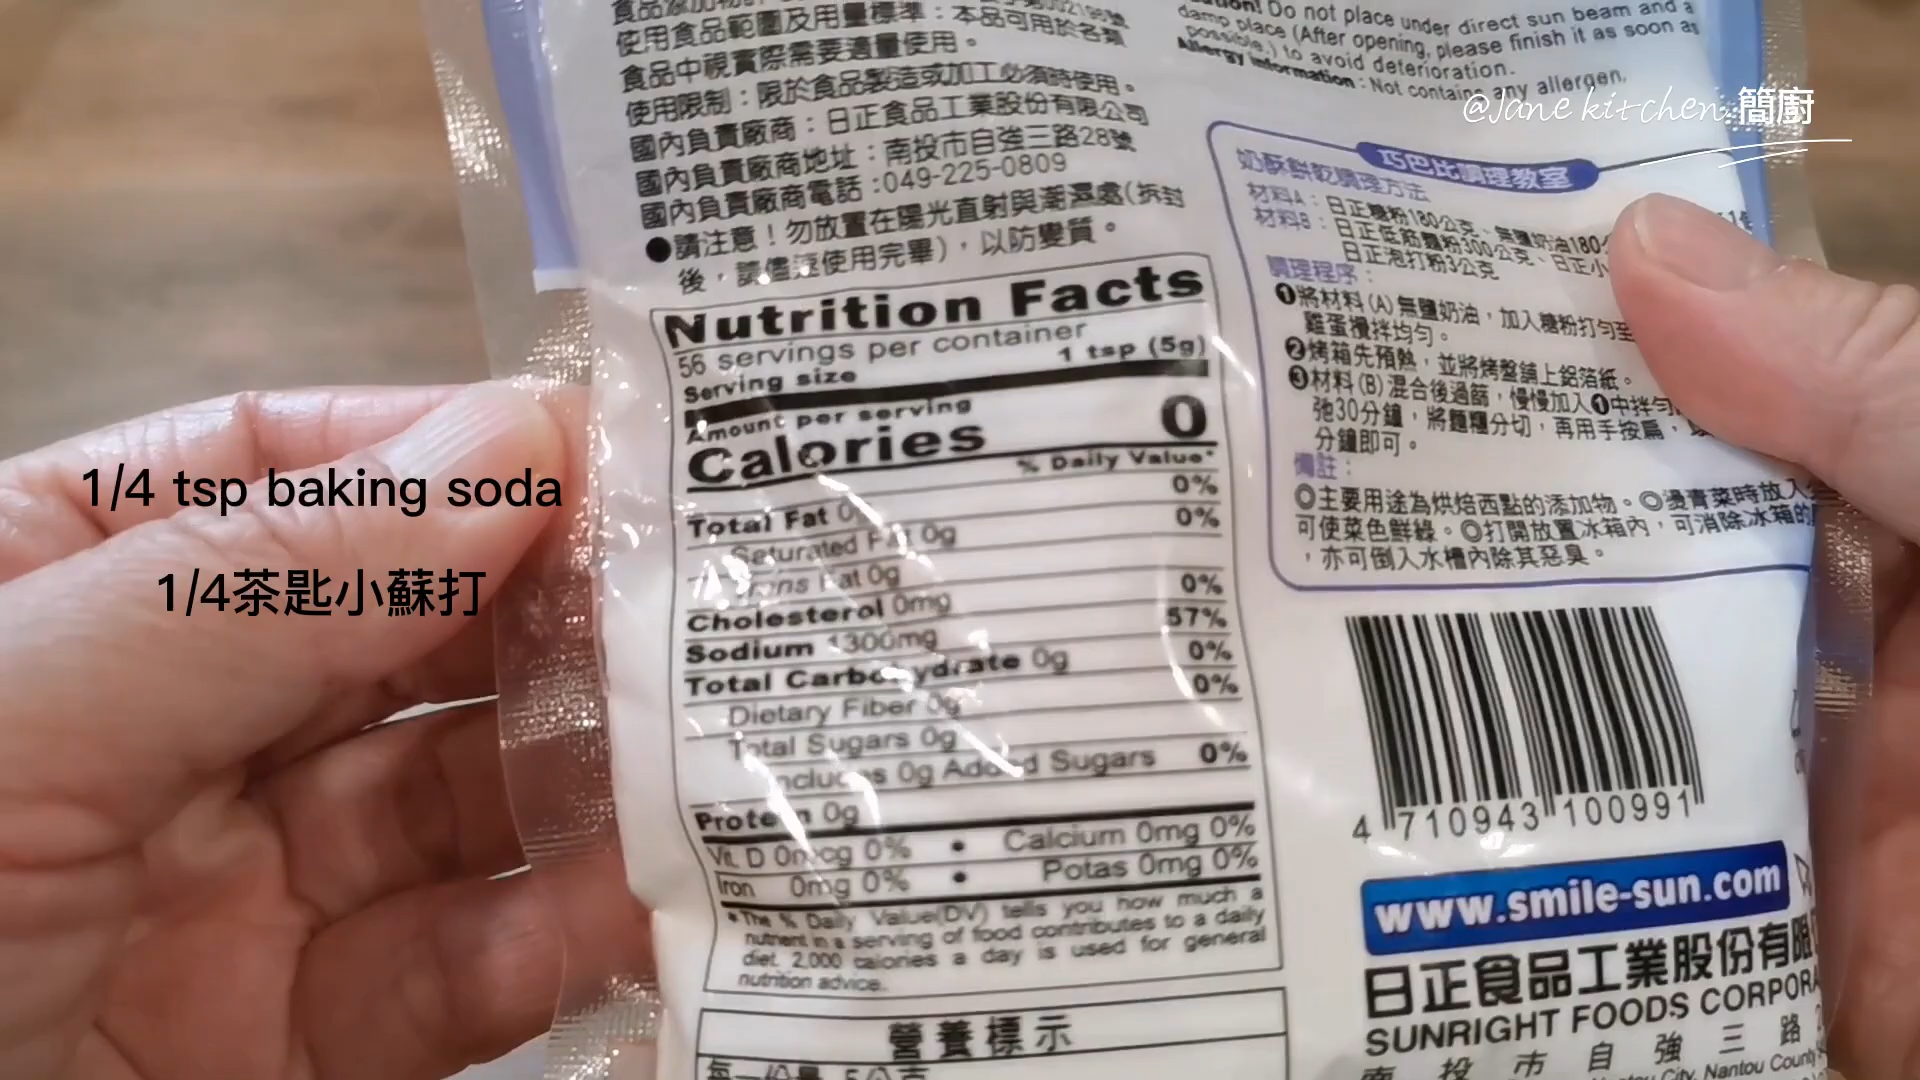 使用食品範圍及用量標準：本品可用於各類
食品中視實際需要適量使用。
使用限制：限於食品製造或加工必須時使用。
國內負責廠商：日正食品工業股份有限公司
國內負責廠商地址：南投市自強三路28號
國內負責廠商電話:049-225-0809
●請注意！勿放置在陽光直射與潮濕處(拆封
後，請儘速使用完畢)，以防變質。
Do not place under direct sun beam and a
damp place (After opening, please finish it as soon as
possible.) to avoid deterioration.
Allergy information : Not contains any allergen.
@Jane kitchen 簡廚
巧巴比調理教室
奶酥餅乾調理方法
材料A：日正糖粉180公克、無鹽奶油180
材料B：日正低筋麵粉300公克、日正小
日正泡打粉3公克
調理程序：
❶將材料(A)無鹽奶油，加入糖粉打勻至
雞蛋攪拌均勻。
❷烤箱先預熱，並將烤盤鋪上鋁箔紙。
❸材料(B)混合後過篩，慢慢加入❶中拌勻
弛30分鐘，將麵糰分切，再用手按扁，
分鐘即可。
備註：
◎主要用途為烘焙西點的添加物。◎燙青菜時放入
可使菜色鮮綠。◎打開放置冰箱內，可消除冰箱的
，亦可倒入水槽內除其惡臭。
Nutrition Facts
56 servings per container
Serving size 1 tsp (5g)
Amount per serving
Calories 0
% Daily Value*
Total Fat 0 0%
Saturated Fat 0g 0%
Trans Fat 0g
Cholesterol 0mg 0%
Sodium 1300mg 57%
Total Carbohydrate 0g 0%
Dietary Fiber 0g 0%
Total Sugars 0g
Includes 0g Added Sugars 0%
Protein 0g
Vit. D 0mcg 0% • Calcium 0mg 0%
Iron 0mg 0% • Potas 0mg 0%
*The % Daily Value(DV) tells you how much a
nutrient in a serving of food contributes to a daily
diet. 2,000 calories a day is used for general
nutrition advice.
營養標示
每一份量 5公克
1/4 tsp baking soda
1/4茶匙小蘇打
4 710943 100991
www.smile-sun.com
日正食品工業股份有限
SUNRIGHT FOODS CORPORA
南投市自強三路
City, Nantou County